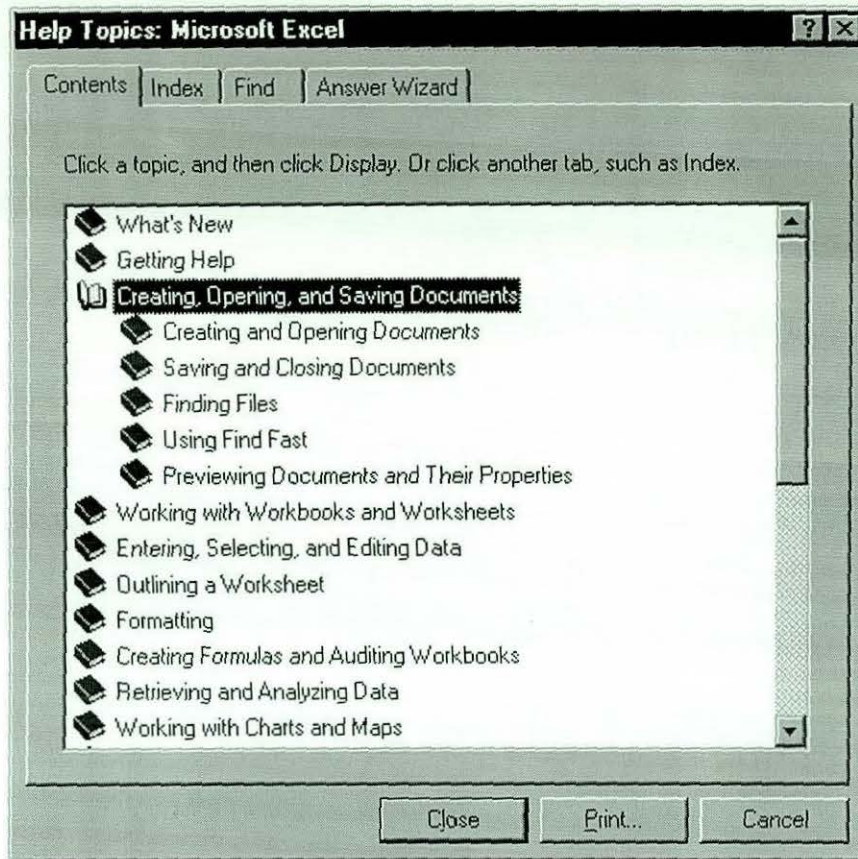 Help Topics: Microsoft Excel
Contents Index Find Answer Wizard
Click a topic, and then click Display. Or click another tab, such as Index.
What's New
Getting Help
Creating, Opening, and Saving Documents
Creating and Opening Documents
Saving and Closing Documents
Finding Files
Using Find Fast
Previewing Documents and Their Properties
Working with Workbooks and Worksheets
Entering, Selecting, and Editing Data
Outlining a Worksheet
Formatting
Creating Formulas and Auditing Workbooks
Retrieving and Analyzing Data
Working with Charts and Maps
Close Print... Cancel